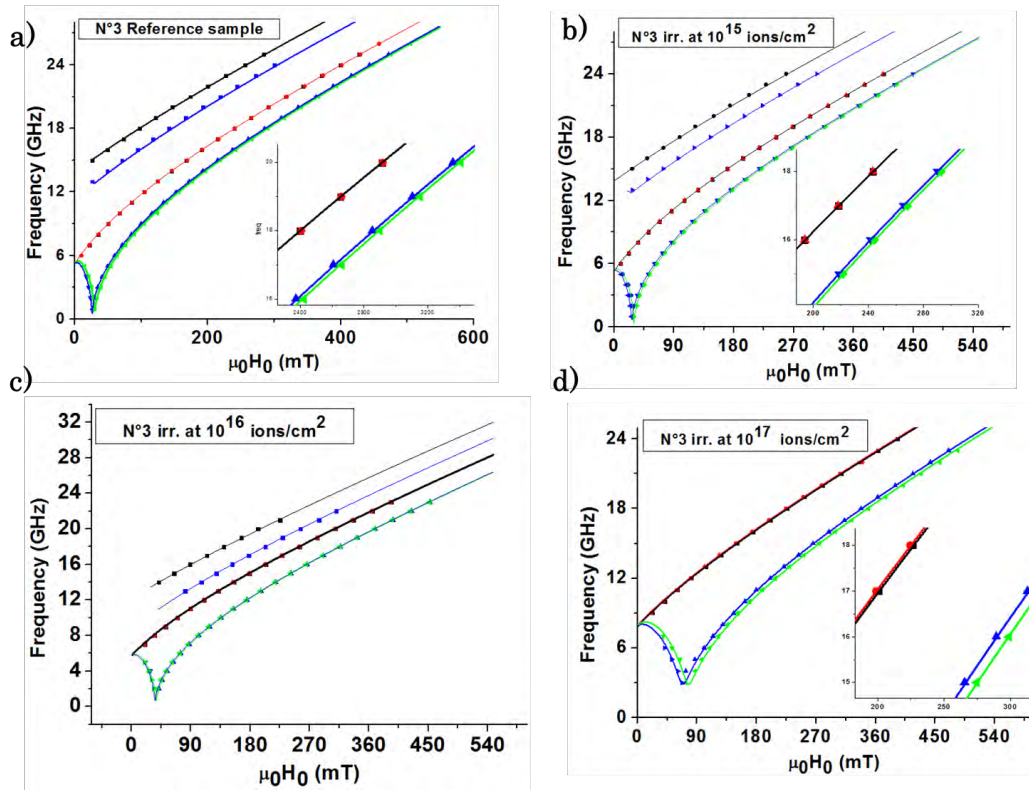 a)
N°3 Reference sample
Frequency (GHz)
24
18
12
6
0
0 200 400 600
μ0H0 (mT)
freq
20
18
16
2400 2800 3200
b)
N°3 irr. at 10^15 ions/cm^2
Frequency (GHz)
24
18
12
6
0
0 90 180 270 360 450 540
μ0H0 (mT)
18
16
200 240 280 320
c)
N°3 irr. at 10^16 ions/cm^2
Frequency (GHz)
32
28
24
20
16
12
8
4
0
0 90 180 270 360 450 540
μ0H0 (mT)
d)
N°3 irr. at 10^17 ions/cm^2
Frequency (GHz)
24
18
12
6
0
0 90 180 270 360 450 540
μ0H0 (mT)
18
17
16
15
200 250 300